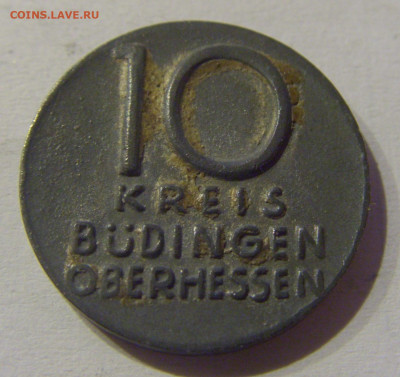 COINS.LAVE.RU
10
KREIS
BÜDINGEN
OBERHESSEN